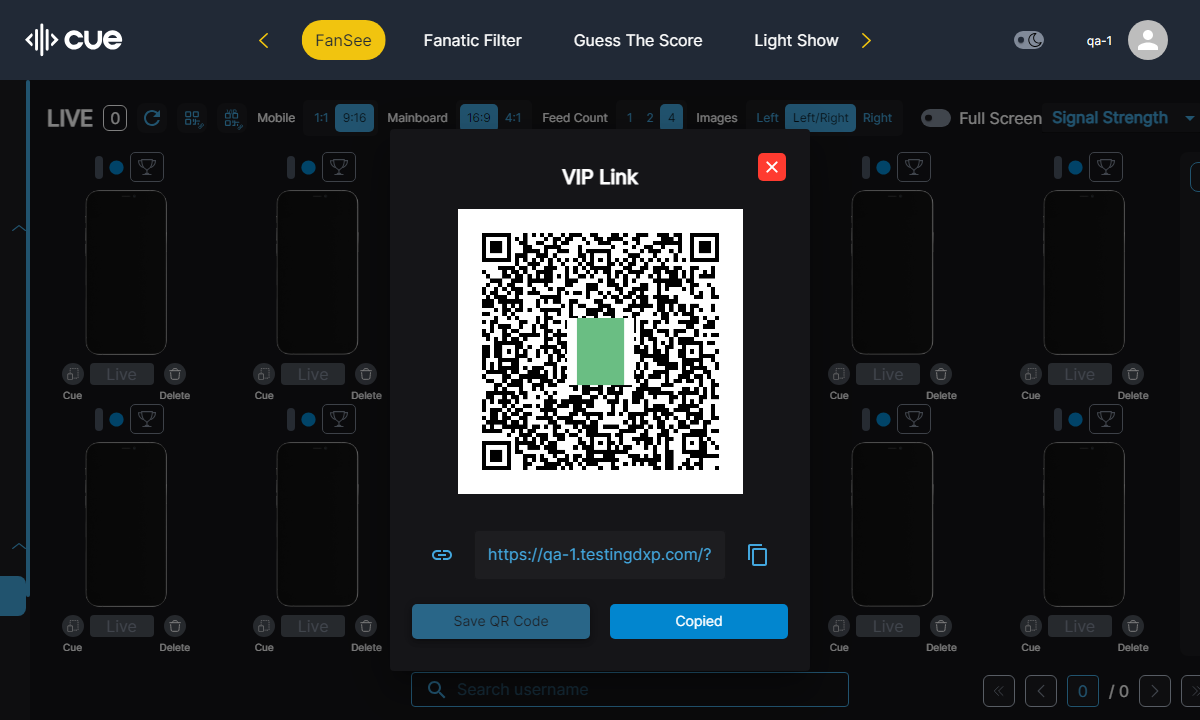 cue
FanSee
Fanatic Filter
Guess The Score
Light Show
qa-1
LIVE 0
Mobile 1:1 9:16
Mainboard 16:9 4:1
Feed Count 1 2 4
Images Left Left/Right Right
Full Screen
Signal Strength
VIP Link
https://qa-1.testingdxp.com/?
Save QR Code
Copied
Live
Cue Delete
Live
Cue Delete
Live
Cue Delete
Live
Cue Delete
Live
Cue Delete
Live
Cue Delete
Live
Cue Delete
Live
Cue Delete
Search username
0 / 0